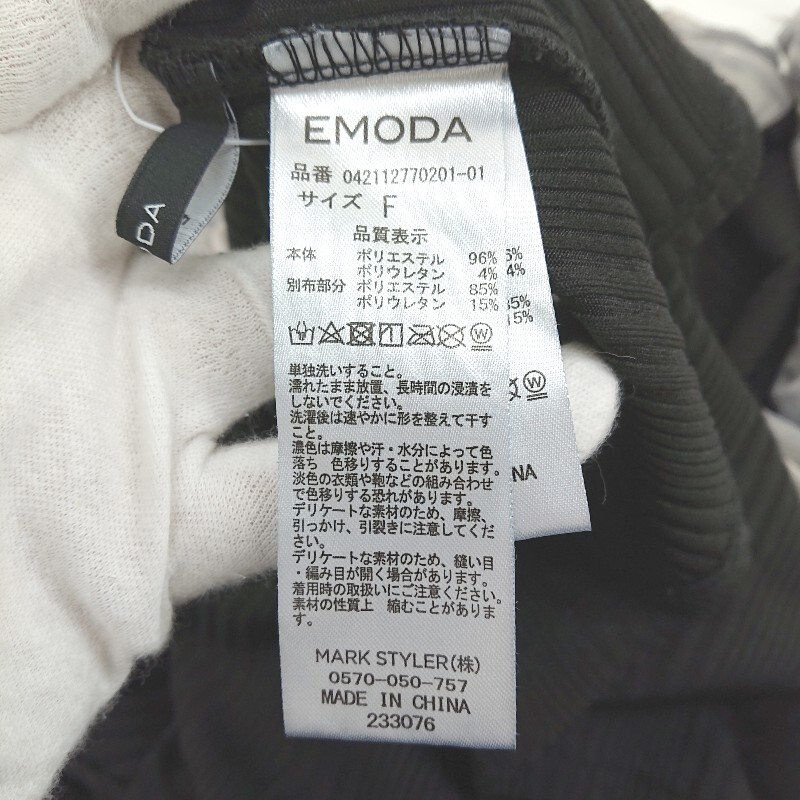 EMODA
品番 042112770201-01
サイズ F
品質表示
本体 ポリエステル 96%
ポリウレタン 4%
別布部分 ポリエステル 85%
ポリウレタン 15%
W
単独洗いすること。
濡れたまま放置、長時間の浸漬を
しないでください。
洗濯後は速やかに形を整えて干す
こと。
濃色は摩擦や汗・水分によって色
落ち 色移りすることがあります。
淡色の衣類や鞄などの組み合わせ
で色移りする恐れがあります。
デリケートな素材のため、摩擦、
引っかけ、引裂きに注意してくだ
さい。
デリケートな素材のため、縫い目
・編み目が開く場合があります。
着用時の取扱いにご注意ください。
素材の性質上 縮むことがありま
す。
MARK STYLER(株)
0570-050-757
MADE IN CHINA
233076
ODA
6%
4%
85%
15%
W
NA